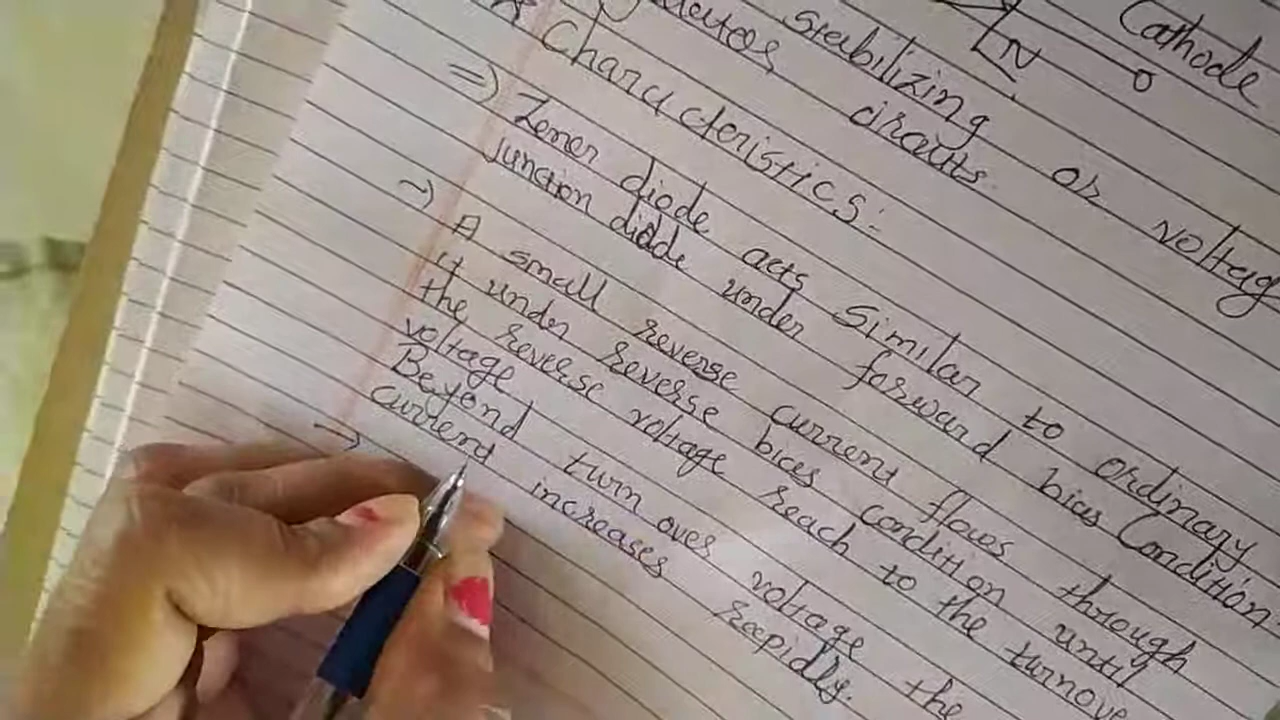 Cathode
N
stabilizing or voltag
circuits
* Characteristics:
=> Zener diode acts Similar to ordinary
junction diode under forward bias Condition.
-> A small reverse current flows through
it under reverse bias condition until
the reverse voltage reach to the turnove
voltage
Beyond turn over voltage the
current increases rapidly.
->